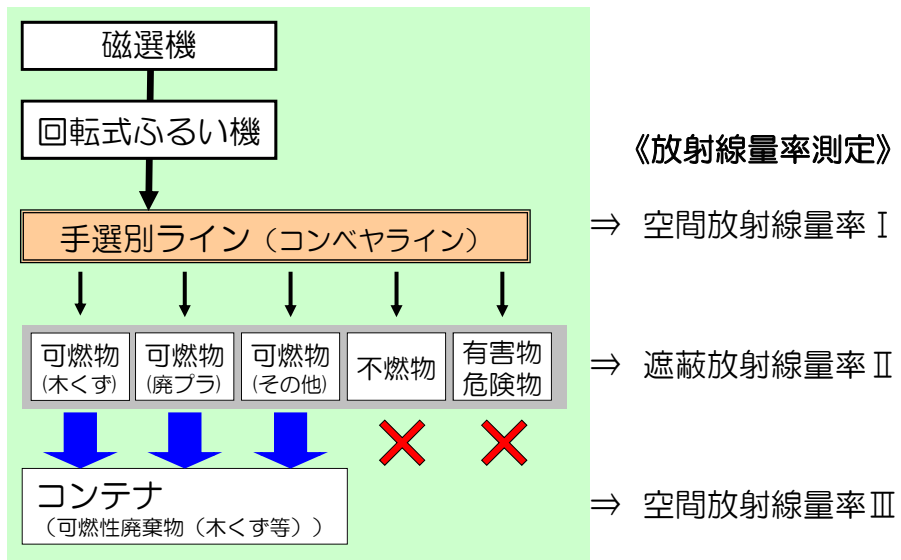 磁選機
回転式ふるい機
《放射線量率測定》
手選別ライン（コンベヤライン）
⇒ 空間放射線量率Ⅰ
可燃物
(木くず)
可燃物
(廃プラ)
可燃物
(その他)
不燃物
有害物
危険物
⇒ 遮蔽放射線量率Ⅱ
コンテナ
（可燃性廃棄物（木くず等））
⇒ 空間放射線量率Ⅲ